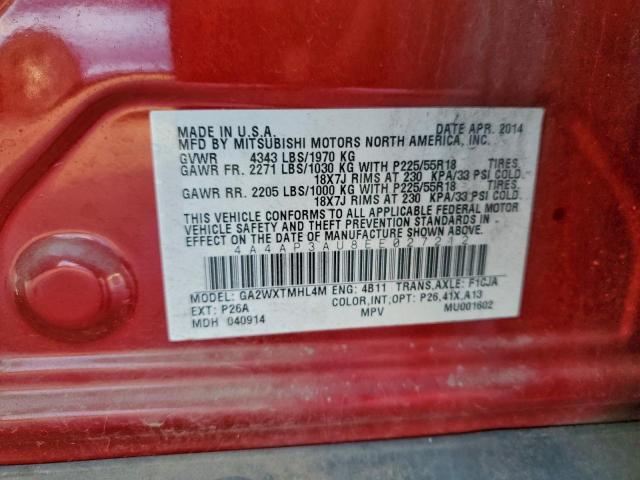 MADE IN U.S.A. DATE APR. 2014
MFD BY MITSUBISHI MOTORS NORTH AMERICA, INC.
GVWR 4343 LBS/1970 KG
GAWR FR. 2271 LBS/1030 KG WITH P225/55R18 TIRES,
18X7J RIMS AT 230 KPA/33 PSI COLD.
GAWR RR. 2205 LBS/1000 KG WITH P225/55R18 TIRES,
18X7J RIMS AT 230 KPA/33 PSI COLD.
THIS VEHICLE CONFORMS TO ALL APPLICABLE FEDERAL MOTOR
VEHICLE SAFETY AND THEFT PREVENTION STANDARDS IN
EFFECT ON THE DATE OF MANUFACTURE SHOWN ABOVE.
4A4AP3AU8EE027212
MODEL: GA2WXTMHL4M ENG: 4B11 TRANS,AXLE: F1CJA
EXT: P26A COLOR,INT,OPT: P26,41X,A13
MDH 040914 MPV MU001602